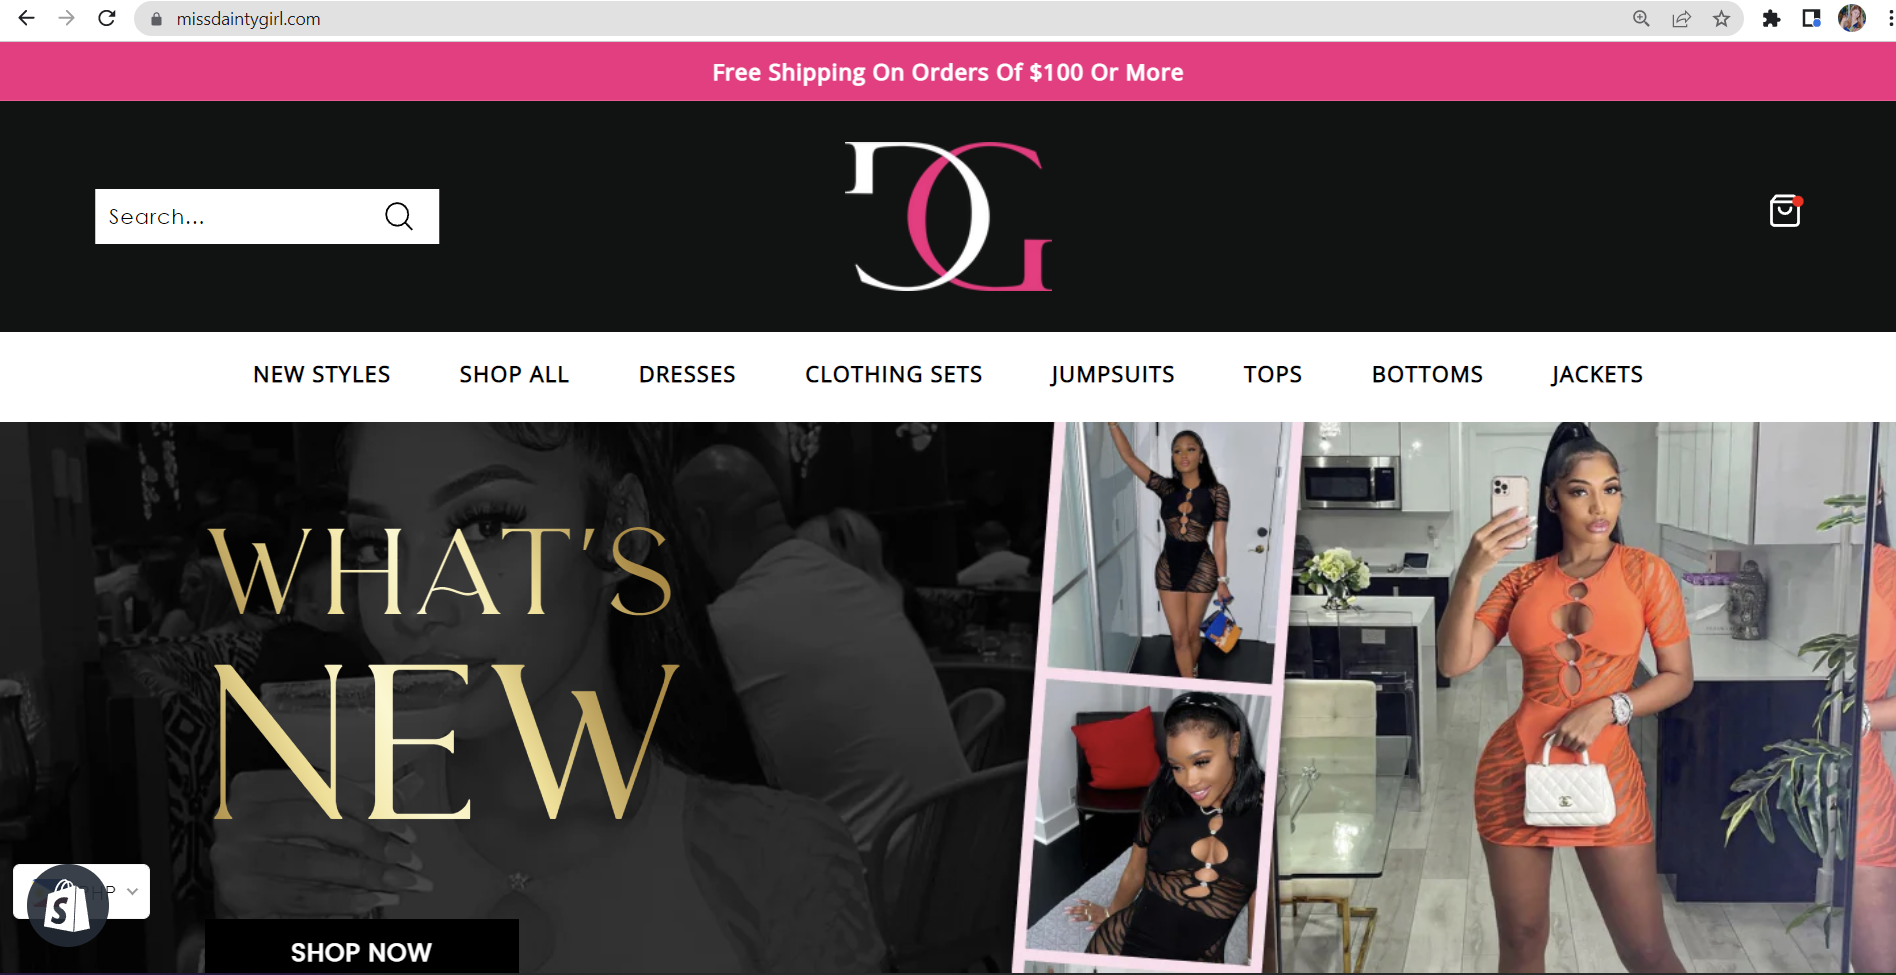 missdaintygirl.com
Free Shipping On Orders Of $100 Or More
Search...
DG
NEW STYLES SHOP ALL DRESSES CLOTHING SETS JUMPSUITS TOPS BOTTOMS JACKETS
WHAT'S
NEW
PHP
S
SHOP NOW